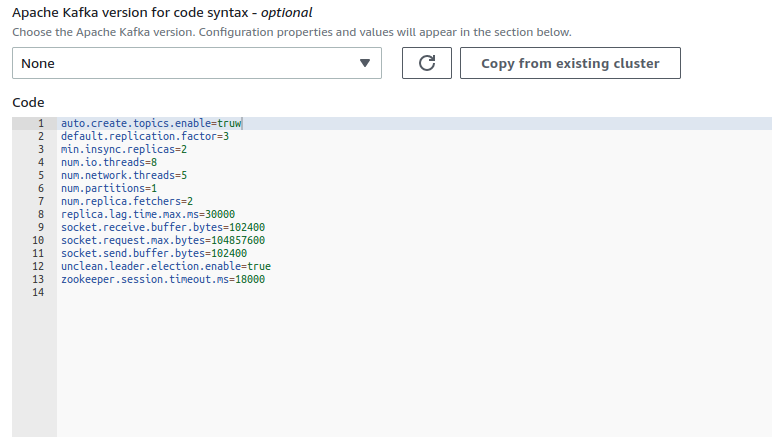 Apache Kafka version for code syntax - optional
Choose the Apache Kafka version. Configuration properties and values will appear in the section below.
None
Copy from existing cluster
Code
1 auto.create.topics.enable=truw
2 default.replication.factor=3
3 min.insync.replicas=2
4 num.io.threads=8
5 num.network.threads=5
6 num.partitions=1
7 num.replica.fetchers=2
8 replica.lag.time.max.ms=30000
9 socket.receive.buffer.bytes=102400
10 socket.request.max.bytes=104857600
11 socket.send.buffer.bytes=102400
12 unclean.leader.election.enable=true
13 zookeeper.session.timeout.ms=18000
14